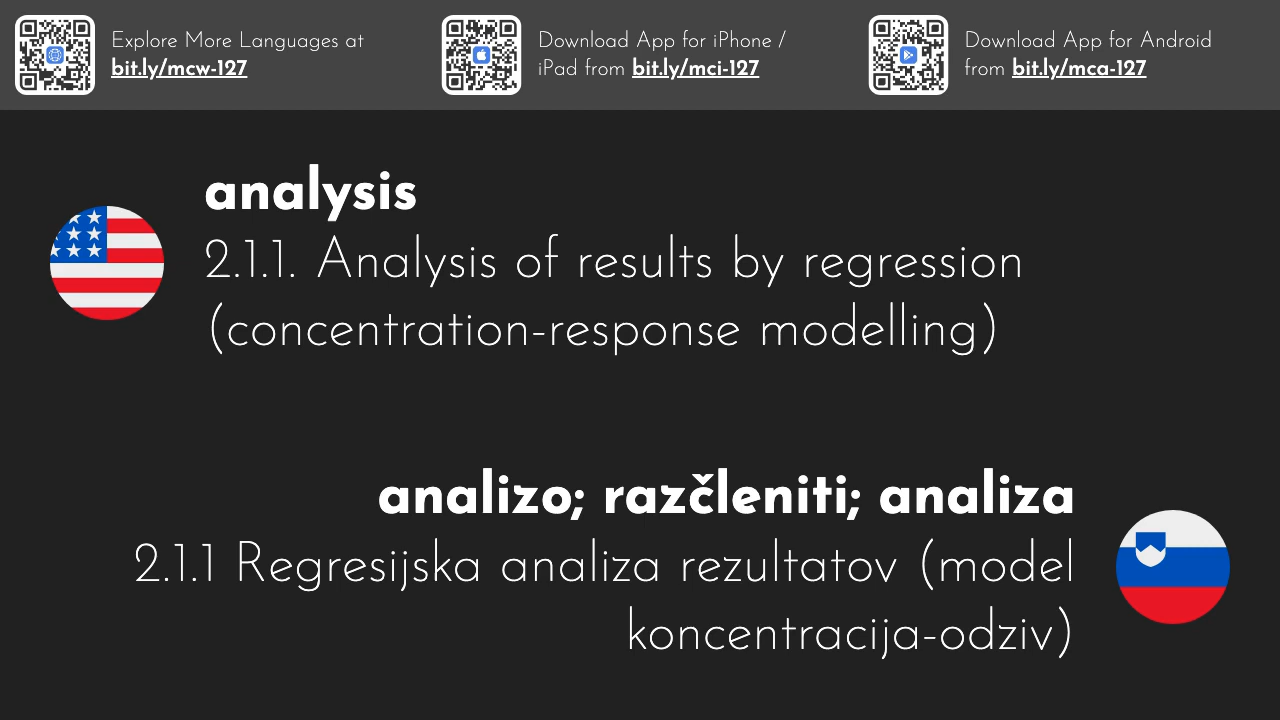 Explore More Languages at
bit.ly/mcw-127
Download App for iPhone /
iPad from bit.ly/mci-127
Download App for Android
from bit.ly/mca-127
analysis
2.1.1. Analysis of results by regression
(concentration-response modelling)
analizo; razčleniti; analiza
2.1.1 Regresijska analiza rezultatov (model
koncentracija-odziv)